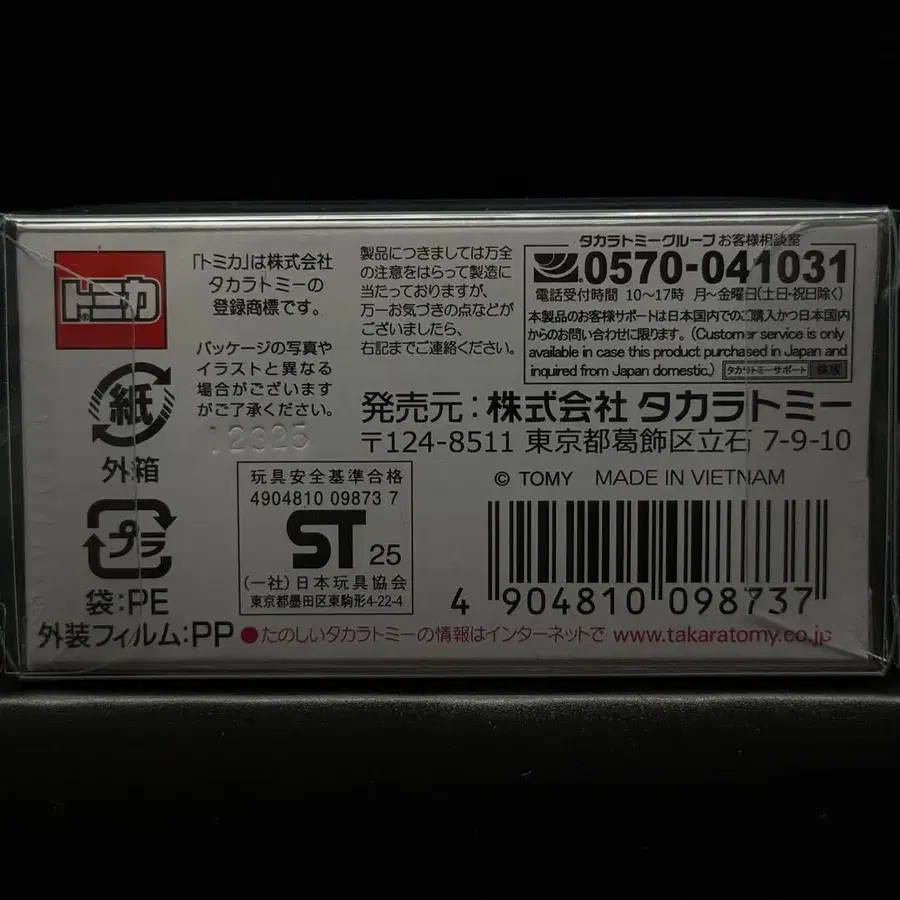 トミカ®
「トミカ」は株式会社
タカラトミーの
登録商標です。
パッケージの写真や
イラストと異なる
場合がございます
がご了承ください。
製品につきましては万全
の注意をはらって製造に
当たっておりますが、
万一お気づきの点などが
ございましたら、
右記までご連絡ください。
タカラトミーグループ お客様相談室
0570-041031
電話受付時間 10～17時 月～金曜日(土日・祝日除く)
本製品のお客様サポートは日本国内でのご購入かつ日本国内
からのお問い合わせに限ります。(Customer service is only
available in case this product purchased in Japan and
inquired from Japan domestic.) タカラトミーサポート 検索
発売元：株式会社 タカラトミー
〒124-8511 東京都葛飾区立石 7-9-10
© TOMY MADE IN VIETNAM
紙
外箱
プラ
袋:PE
外装フィルム:PP
玩具安全基準合格
4904810 09873 7
ST 25
(一社)日本玩具協会
東京都墨田区東駒形4-22-4
4 904810 098737
●たのしいタカラトミーの情報はインターネットで www.takaratomy.co.jp